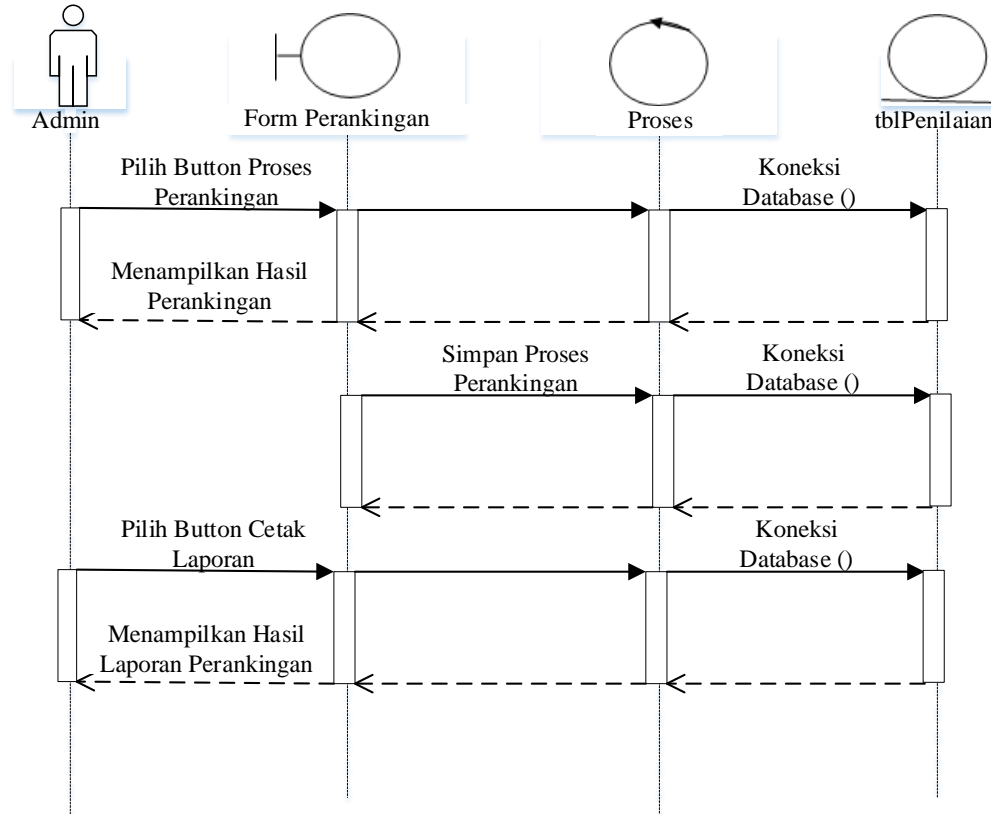 Admin
Form Perankingan
Proses
tblPenilaian
Pilih Button Proses
Perankingan
Koneksi
Database ()
Menampilkan Hasil
Perankingan
Simpan Proses
Perankingan
Koneksi
Database ()
Pilih Button Cetak
Laporan
Koneksi
Database ()
Menampilkan Hasil
Laporan Perankingan